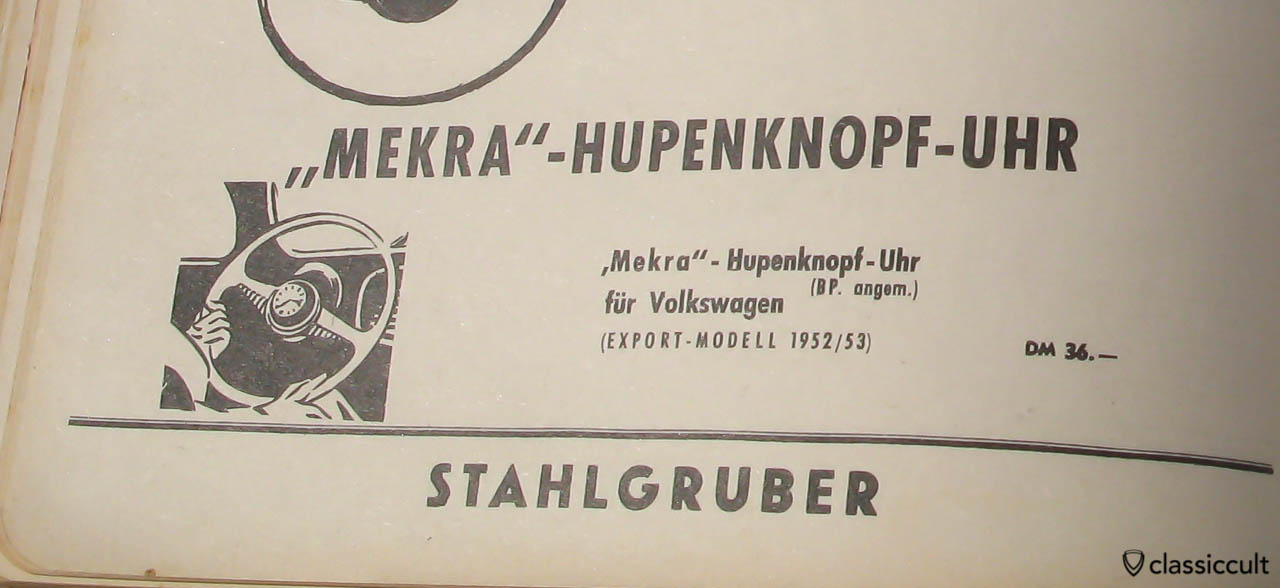 „MEKRA“-HUPENKNOPF-UHR
‚Mekra“-Hupenknopf-Uhr
(BP. angem.)
für Volkswagen
(EXPORT-MODELL 1952/53)
DM 36.—
STAHLGRUBER
classiccult